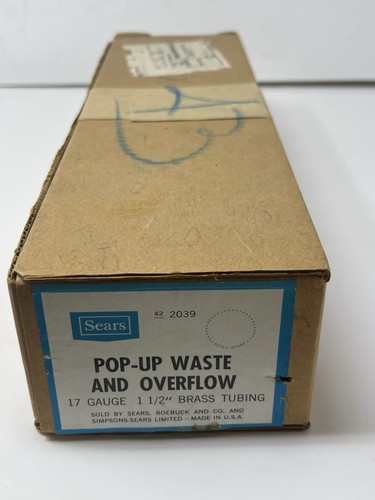 Sears
42 2039
POP-UP WASTE
AND OVERFLOW
17 GAUGE 1 1/2" BRASS TUBING
SOLD BY SEARS, ROEBUCK AND CO. AND
SIMPSONS-SEARS LIMITED – MADE IN U.S.A.